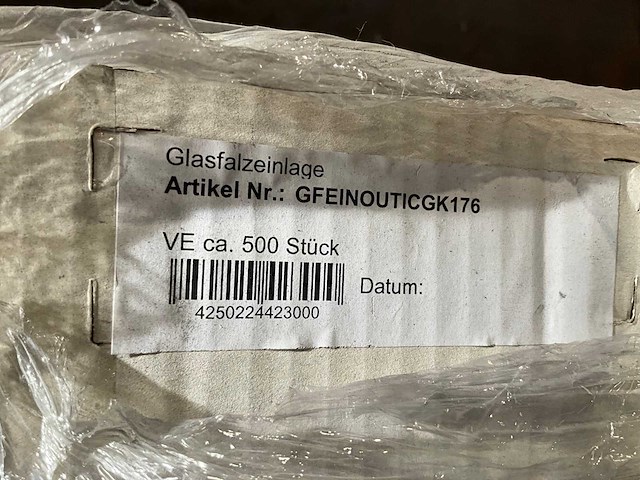 Glasfalzeinlage
Artikel Nr.: GFEINOUTICGK176
VE ca. 500 Stück
Datum:
4250224423000